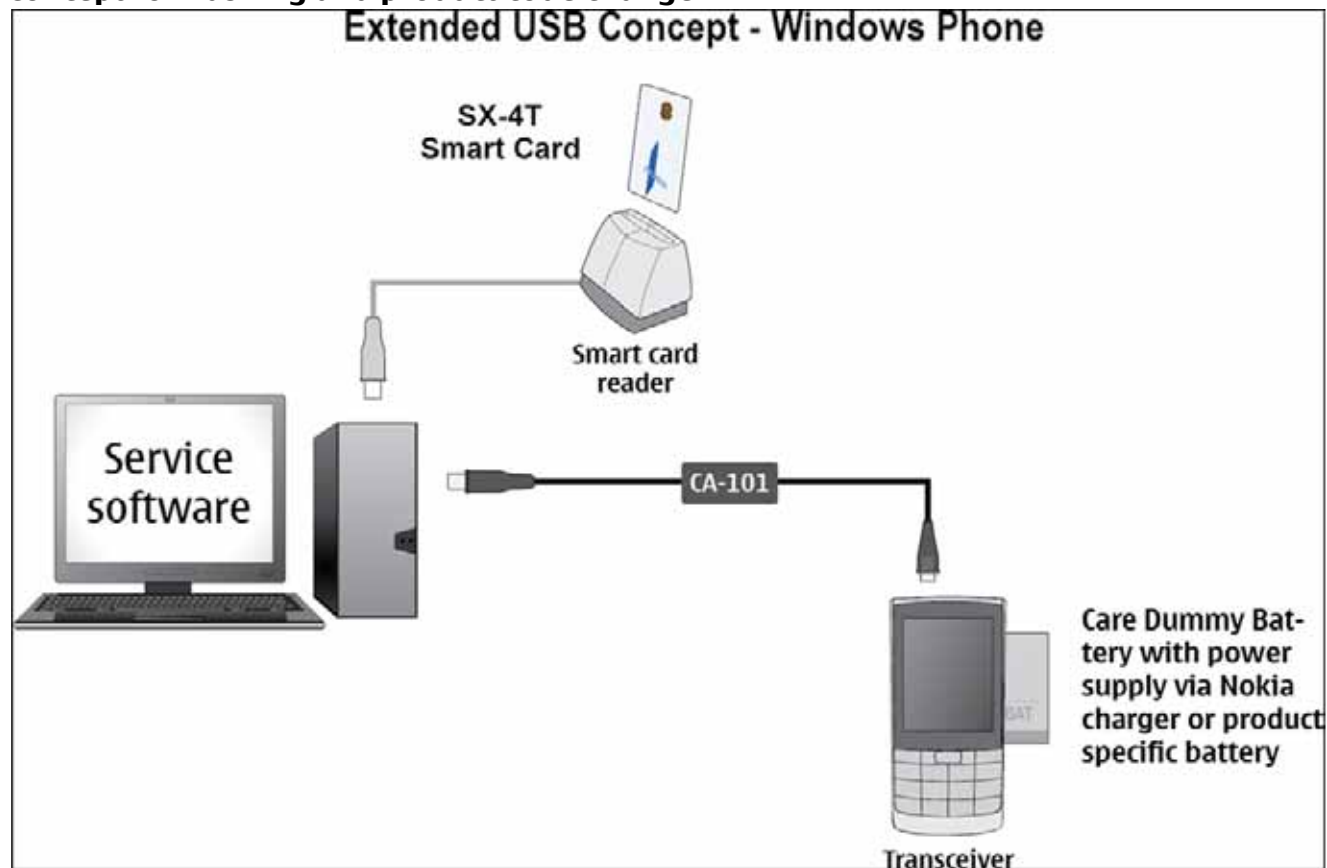 Extended USB Concept - Windows Phone
SX-4T
Smart Card
Smart card
reader
Service
software
CA-101
BAT
Care Dummy Bat-
tery with power
supply via Nokia
charger or product
specific battery
Transceiver